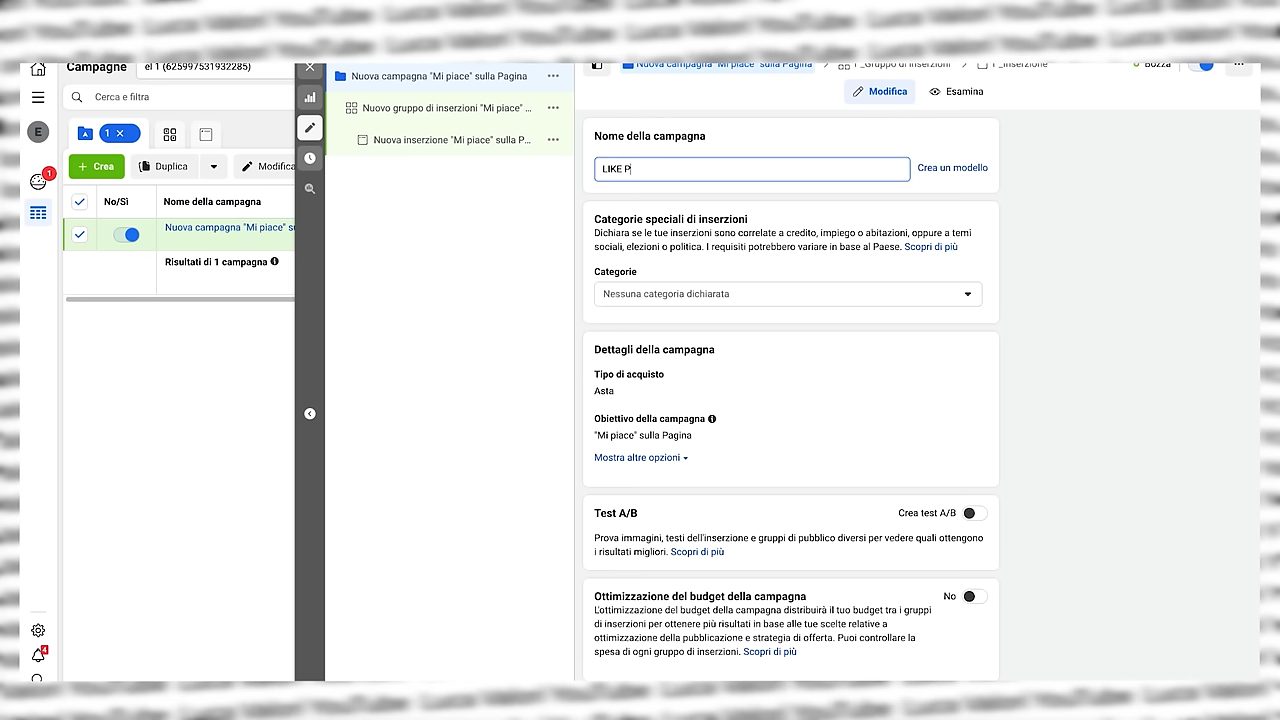 Campagne
el 1 (625997531932285)
Cerca e filtra
E
1
Crea
Duplica
Modifica
1
No/Sì
Nome della campagna
Nuova campagna "Mi piace" s
Risultati di 1 campagna
4
Nuova campagna "Mi piace" sulla Pagina
Nuovo gruppo di inserzioni "Mi piace" ...
Nuova inserzione "Mi piace" sulla P...
Nuova campagna "Mi piace" sulla Pagina
1 _Gruppo di inserzioni
1 _Inserzione
Bozza
Modifica
Esamina
Nome della campagna
LIKE P
Crea un modello
Categorie speciali di inserzioni
Dichiara se le tue inserzioni sono correlate a credito, impiego o abitazioni, oppure a temi
sociali, elezioni o politica. I requisiti potrebbero variare in base al Paese. Scopri di più
Categorie
Nessuna categoria dichiarata
Dettagli della campagna
Tipo di acquisto
Asta
Obiettivo della campagna
"Mi piace" sulla Pagina
Mostra altre opzioni
Test A/B
Crea test A/B
Prova immagini, testi dell'inserzione e gruppi di pubblico diversi per vedere quali ottengono
i risultati migliori. Scopri di più
Ottimizzazione del budget della campagna
No
L'ottimizzazione del budget della campagna distribuirà il tuo budget tra i gruppi
di inserzioni per ottenere più risultati in base alle tue scelte relative a
ottimizzazione della pubblicazione e strategia di offerta. Puoi controllare la
spesa di ogni gruppo di inserzioni. Scopri di più